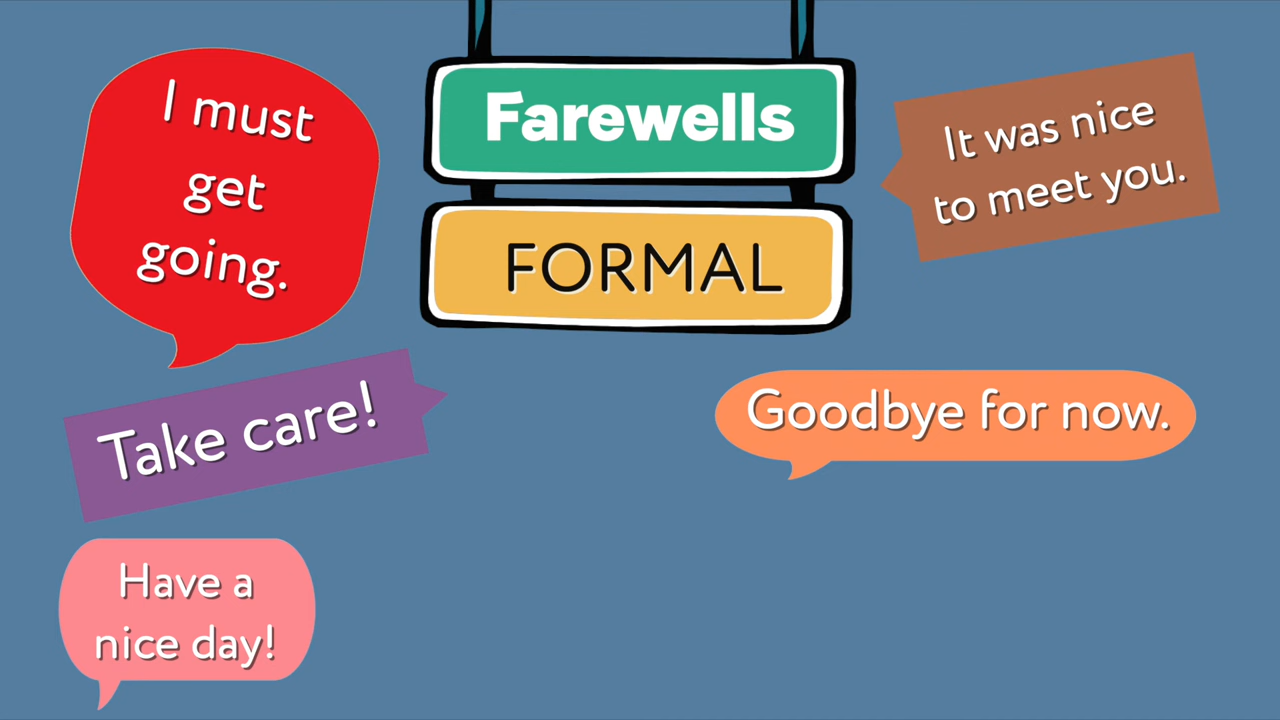 Farewells
FORMAL
I must
get
going.
It was nice
to meet you.
Take care!
Goodbye for now.
Have a
nice day!